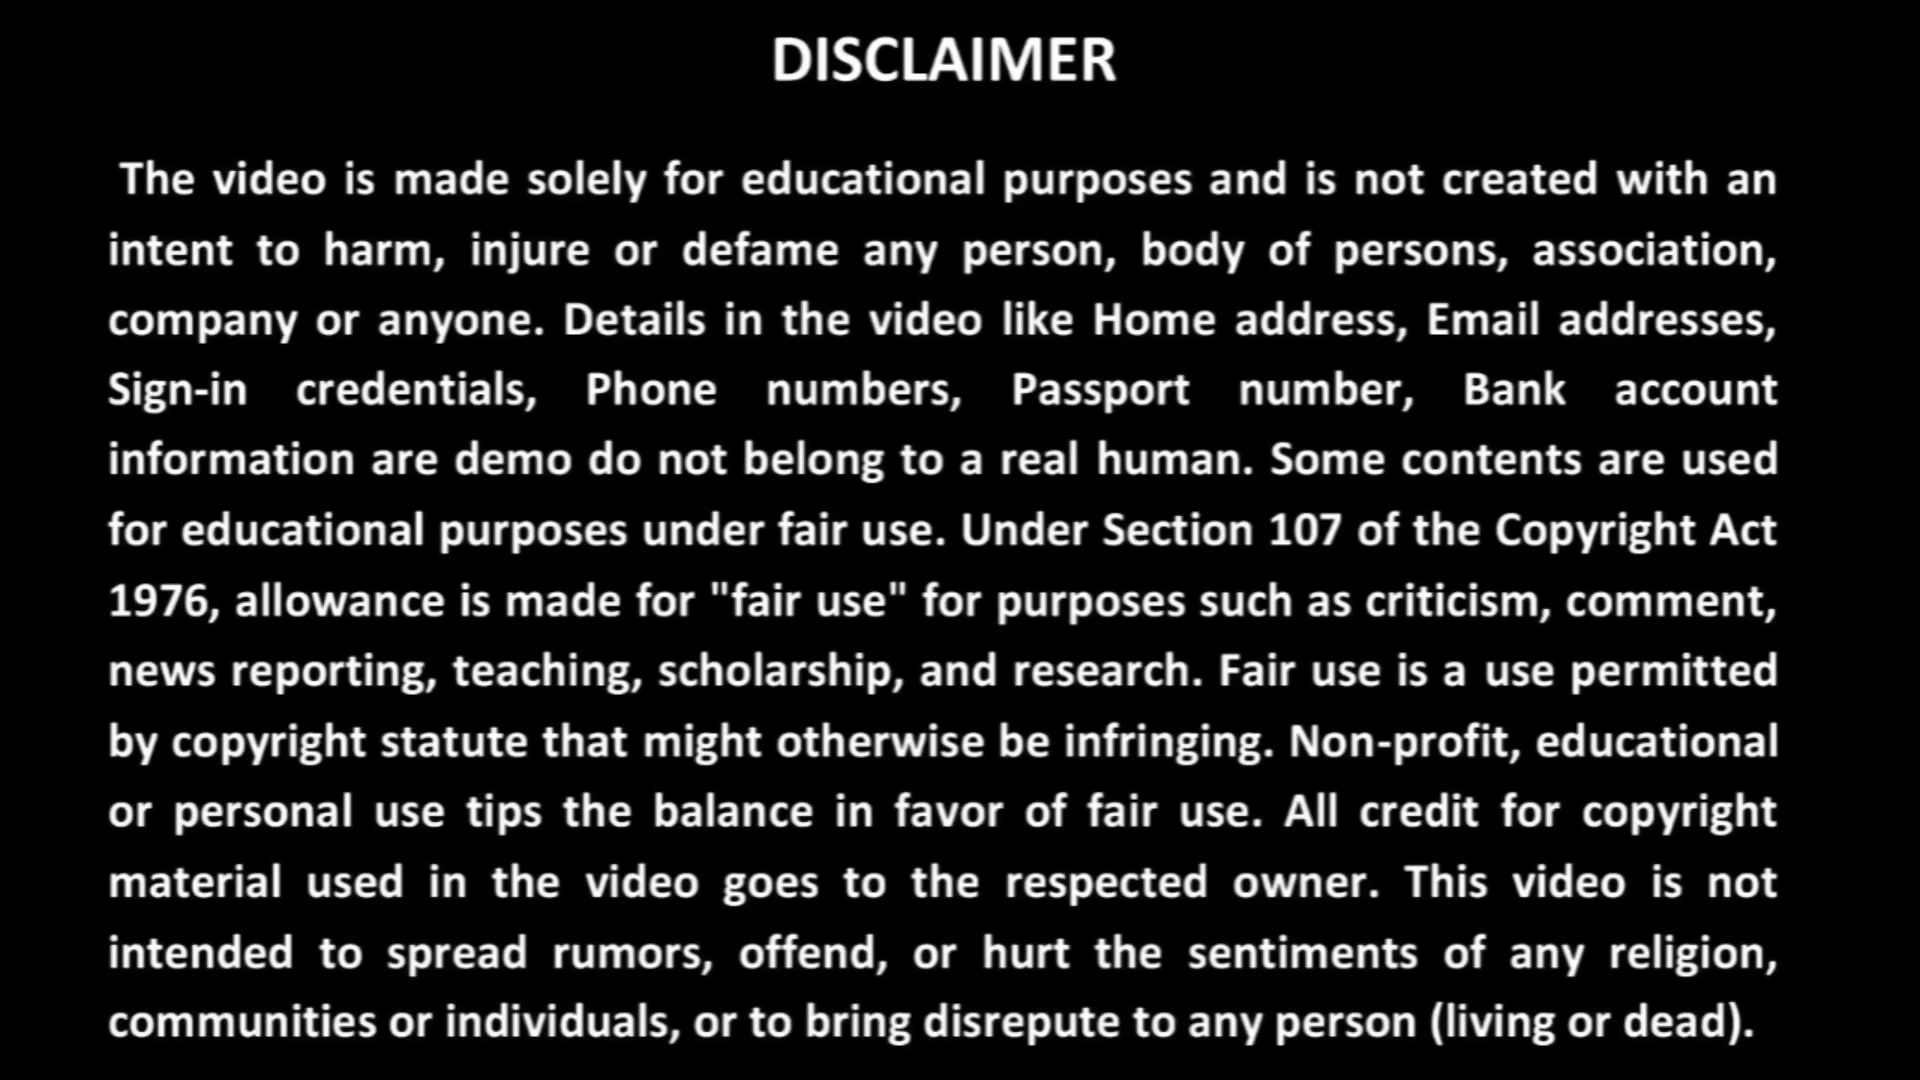 DISCLAIMER
The video is made solely for educational purposes and is not created with an
intent to harm, injure or defame any person, body of persons, association,
company or anyone. Details in the video like Home address, Email addresses,
Sign-in credentials, Phone numbers, Passport number, Bank account
information are demo do not belong to a real human. Some contents are used
for educational purposes under fair use. Under Section 107 of the Copyright Act
1976, allowance is made for "fair use" for purposes such as criticism, comment,
news reporting, teaching, scholarship, and research. Fair use is a use permitted
by copyright statute that might otherwise be infringing. Non-profit, educational
or personal use tips the balance in favor of fair use. All credit for copyright
material used in the video goes to the respected owner. This video is not
intended to spread rumors, offend, or hurt the sentiments of any religion,
communities or individuals, or to bring disrepute to any person (living or dead).